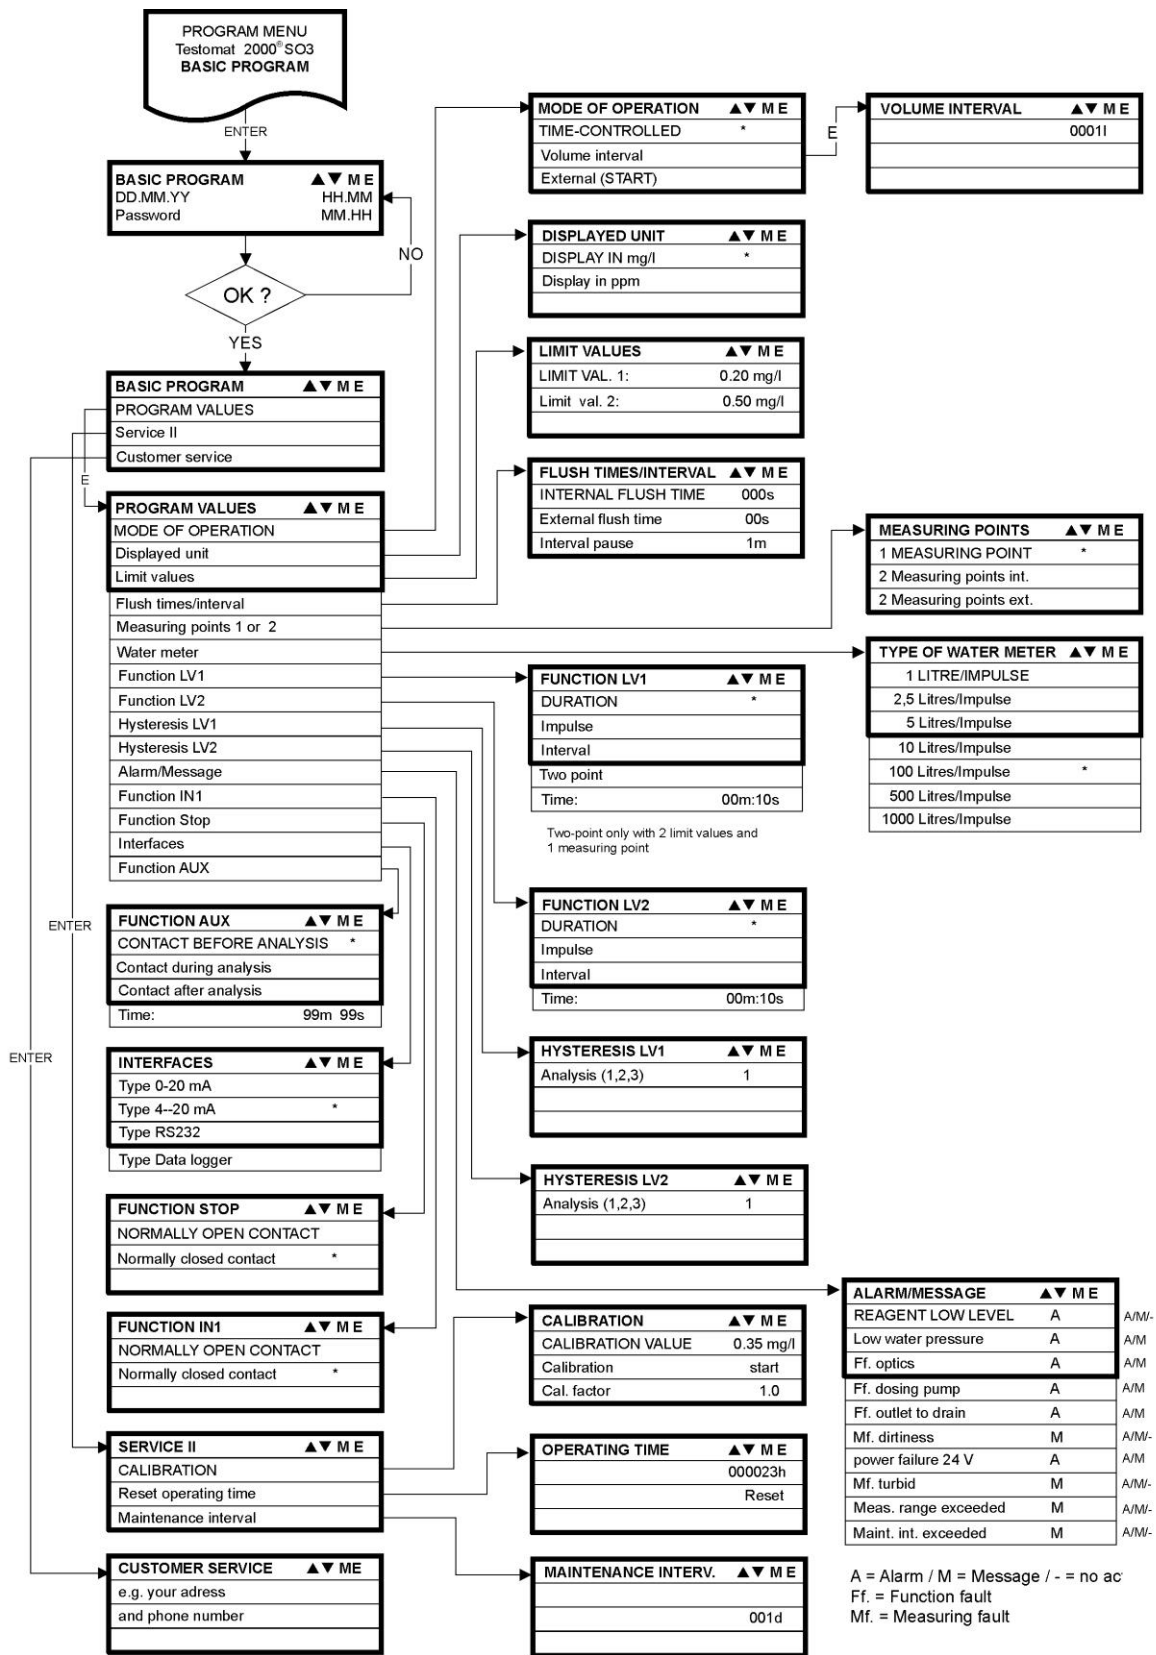 PROGRAM MENU
Testomat 2000® SO3
BASIC PROGRAM
ENTER
BASIC PROGRAM ▲▼ M E
DD.MM.YY HH.MM
Password MM.HH
NO
OK ?
YES
BASIC PROGRAM ▲▼ M E
PROGRAM VALUES
Service II
Customer service
E
PROGRAM VALUES ▲▼ M E
MODE OF OPERATION
Displayed unit
Limit values
Flush times/interval
Measuring points 1 or 2
Water meter
Function LV1
Function LV2
Hysteresis LV1
Hysteresis LV2
Alarm/Message
Function IN1
Function Stop
Interfaces
Function AUX
ENTER
ENTER
FUNCTION AUX ▲▼ M E
CONTACT BEFORE ANALYSIS *
Contact during analysis
Contact after analysis
Time: 99m 99s
INTERFACES ▲▼ M E
Type 0-20 mA
Type 4--20 mA *
Type RS232
Type Data logger
FUNCTION STOP ▲▼ M E
NORMALLY OPEN CONTACT
Normally closed contact *
FUNCTION IN1 ▲▼ M E
NORMALLY OPEN CONTACT
Normally closed contact *
SERVICE II ▲▼ M E
CALIBRATION
Reset operating time
Maintenance interval
CUSTOMER SERVICE ▲▼ ME
e.g. your adress
and phone number
MODE OF OPERATION ▲▼ M E
TIME-CONTROLLED *
Volume interval
External (START)
E
VOLUME INTERVAL ▲▼ M E
0001l
DISPLAYED UNIT ▲▼ M E
DISPLAY IN mg/l *
Display in ppm
LIMIT VALUES ▲▼ M E
LIMIT VAL. 1: 0.20 mg/l
Limit val. 2: 0.50 mg/l
FLUSH TIMES/INTERVAL ▲▼ M E
INTERNAL FLUSH TIME 000s
External flush time 00s
Interval pause 1m
MEASURING POINTS ▲▼ M E
1 MEASURING POINT *
2 Measuring points int.
2 Measuring points ext.
TYPE OF WATER METER ▲▼ M E
1 LITRE/IMPULSE
2,5 Litres/Impulse
5 Litres/Impulse
10 Litres/Impulse
100 Litres/Impulse *
500 Litres/Impulse
1000 Litres/Impulse
FUNCTION LV1 ▲▼ M E
DURATION *
Impulse
Interval
Two point
Time: 00m:10s
Two-point only with 2 limit values and
1 measuring point
FUNCTION LV2 ▲▼ M E
DURATION *
Impulse
Interval
Time: 00m:10s
HYSTERESIS LV1 ▲▼ M E
Analysis (1,2,3) 1
HYSTERESIS LV2 ▲▼ M E
Analysis (1,2,3) 1
CALIBRATION ▲▼ M E
CALIBRATION VALUE 0.35 mg/l
Calibration start
Cal. factor 1.0
OPERATING TIME ▲▼ M E
000023h
Reset
MAINTENANCE INTERV. ▲▼ M E
001d
ALARM/MESSAGE ▲▼ M E
REAGENT LOW LEVEL A A/M/-
Low water pressure A A/M
Ff. optics A A/M
Ff. dosing pump A A/M
Ff. outlet to drain A A/M
Mf. dirtiness M A/M/-
power failure 24 V A A/M
Mf. turbid M A/M/-
Meas. range exceeded M A/M/-
Maint. int. exceeded M A/M/-
A = Alarm / M = Message / - = no ac
Ff. = Function fault
Mf. = Measuring fault